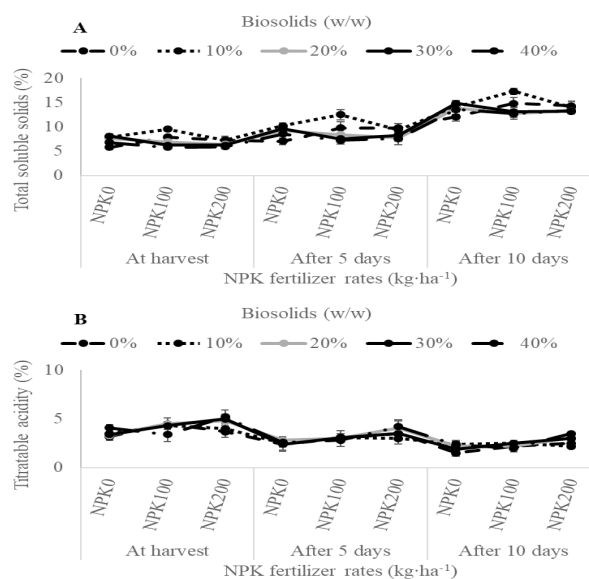 Biosolids (w/w)
A
0% 10% 20% 30% 40%
Total soluble solids (%)
20
15
10
5
0
NPK0 NPK100 NPK200 NPK0 NPK100 NPK200 NPK0 NPK100 NPK200
At harvest After 5 days After 10 days
NPK fertilizer rates (kg·ha⁻¹)
B
Biosolids (w/w)
0% 10% 20% 30% 40%
Titratable acidity (%)
10
5
0
NPK0 NPK100 NPK200 NPK0 NPK100 NPK200 NPK0 NPK100 NPK200
At harvest After 5 days After 10 days
NPK fertilizer rates (kg·ha⁻¹)